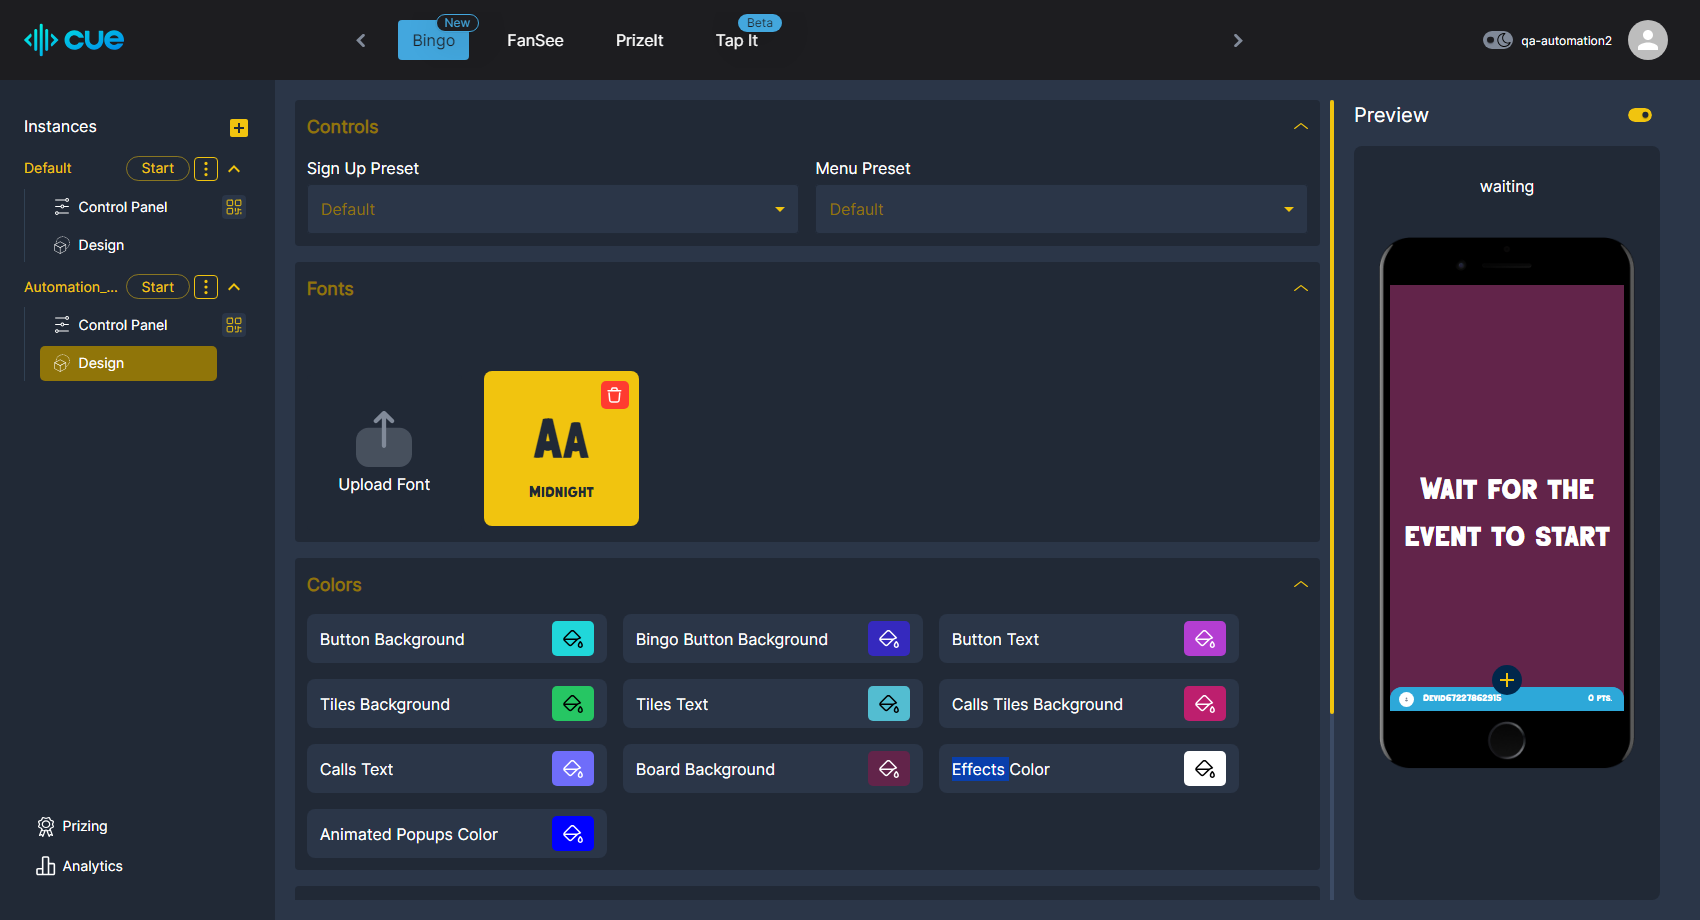 cue
Bingo
New
FanSee
PrizeIt
Tap It
Beta
qa-automation2
Instances
Default
Start
Control Panel
Design
Automation_...
Start
Control Panel
Design
Prizing
Analytics
Controls
Sign Up Preset
Menu Preset
Default
Default
Fonts
Upload Font
AA
MIDNIGHT
Colors
Button Background
Bingo Button Background
Button Text
Tiles Background
Tiles Text
Calls Tiles Background
Calls Text
Board Background
Effects Color
Animated Popups Color
Preview
waiting
WAIT FOR THE
EVENT TO START
DEVID67227862915
0 PTS.